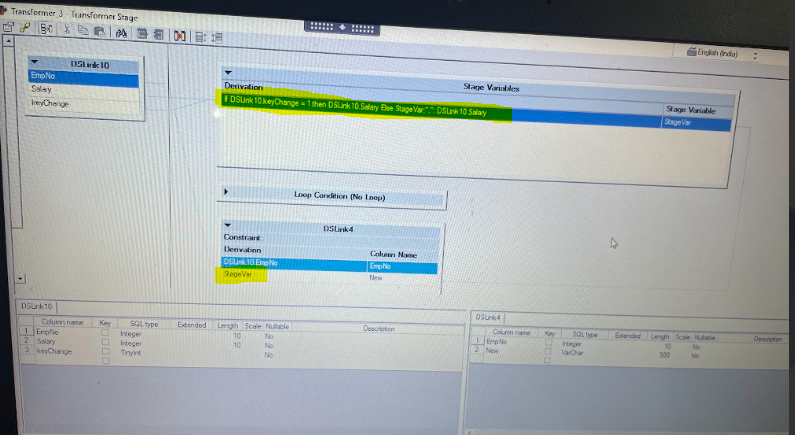 Transformer_3 - Transformer Stage
English (India)
DSLink10
EmpNo
Salary
keyChange
Stage Variables
Derivation
Stage Variable
If DSLink10.keyChange = 1 then DSLink10.Salary Else StageVar:",": DSLink10.Salary
StageVar
Loop Condition (No Loop)
DSLink4
Constraint
Derivation
Column Name
DSLink10.EmpNo
EmpNo
StageVar
New
DSLink10
Column name Key SQL type Extended Length Scale Nullable Description
1 EmpNo Integer 10 No
2 Salary Integer 10 No
3 keyChange TinyInt No
DSLink4
Column name Key SQL type Extended Length Scale Nullable Description
1 EmpNo Integer 10 No
2 New VarChar 500 No